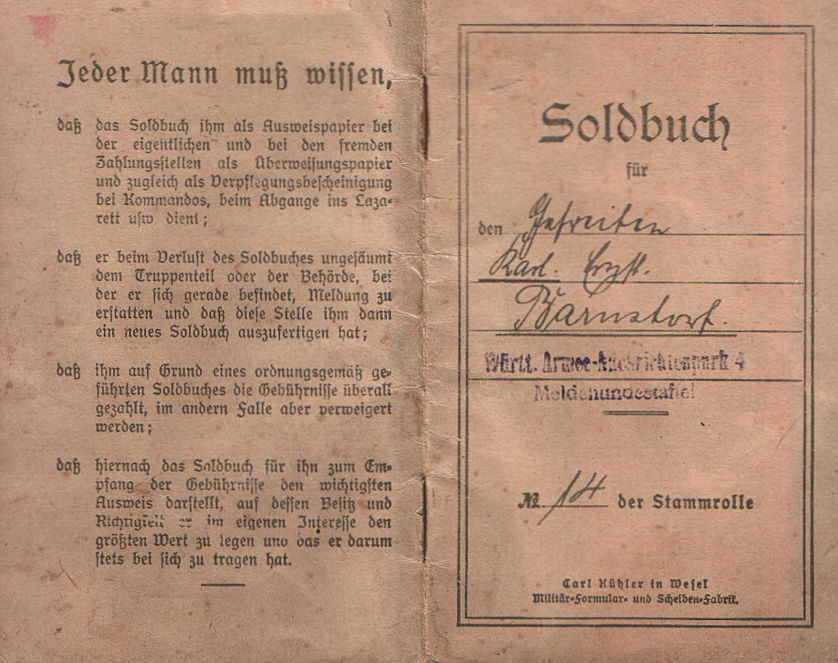 Jeder Mann muß wissen,
daß das Soldbuch ihm als Ausweispapier bei
der eigentlichen und bei den fremden
Zahlungsstellen als Überweisungspapier
und zugleich als Verpflegungsbescheinigung
bei Kommandos, beim Abgange ins Laza-
rett usw dient;
daß er beim Verlust des Soldbuches ungesäumt
dem Truppenteil oder der Behörde, bei
der er sich gerade befindet, Meldung zu
erstatten und daß diese Stelle ihm dann
ein neues Soldbuch auszufertigen hat;
daß ihm auf Grund eines ordnungsgemäß ge-
führten Soldbuches die Gebührnisse überall
gezahlt, im andern Falle aber verweigert
werden;
daß hiernach das Soldbuch für ihn zum Em-
pfang der Gebührnisse den wichtigsten
Ausweis darstellt, auf dessen Besitz und
Richtigkeit er im eigenen Interesse den
größten Wert zu legen und das er darum
stets bei sich zu tragen hat.
Soldbuch
für
den Gefreiten
Karl.
Barnstorf.
Württ. Armee-Nachrichtenpark 4
Meldehundestaffel
№ 14 der Stammrolle
Carl Kühler in Wesel
Militär-Formular- und Scheiben-Fabrik.